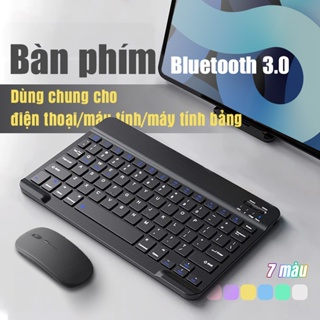 Bàn phím Bluetooth 3.0
Dùng chung cho
điện thoại/máy tính/máy tính bảng
7 màu